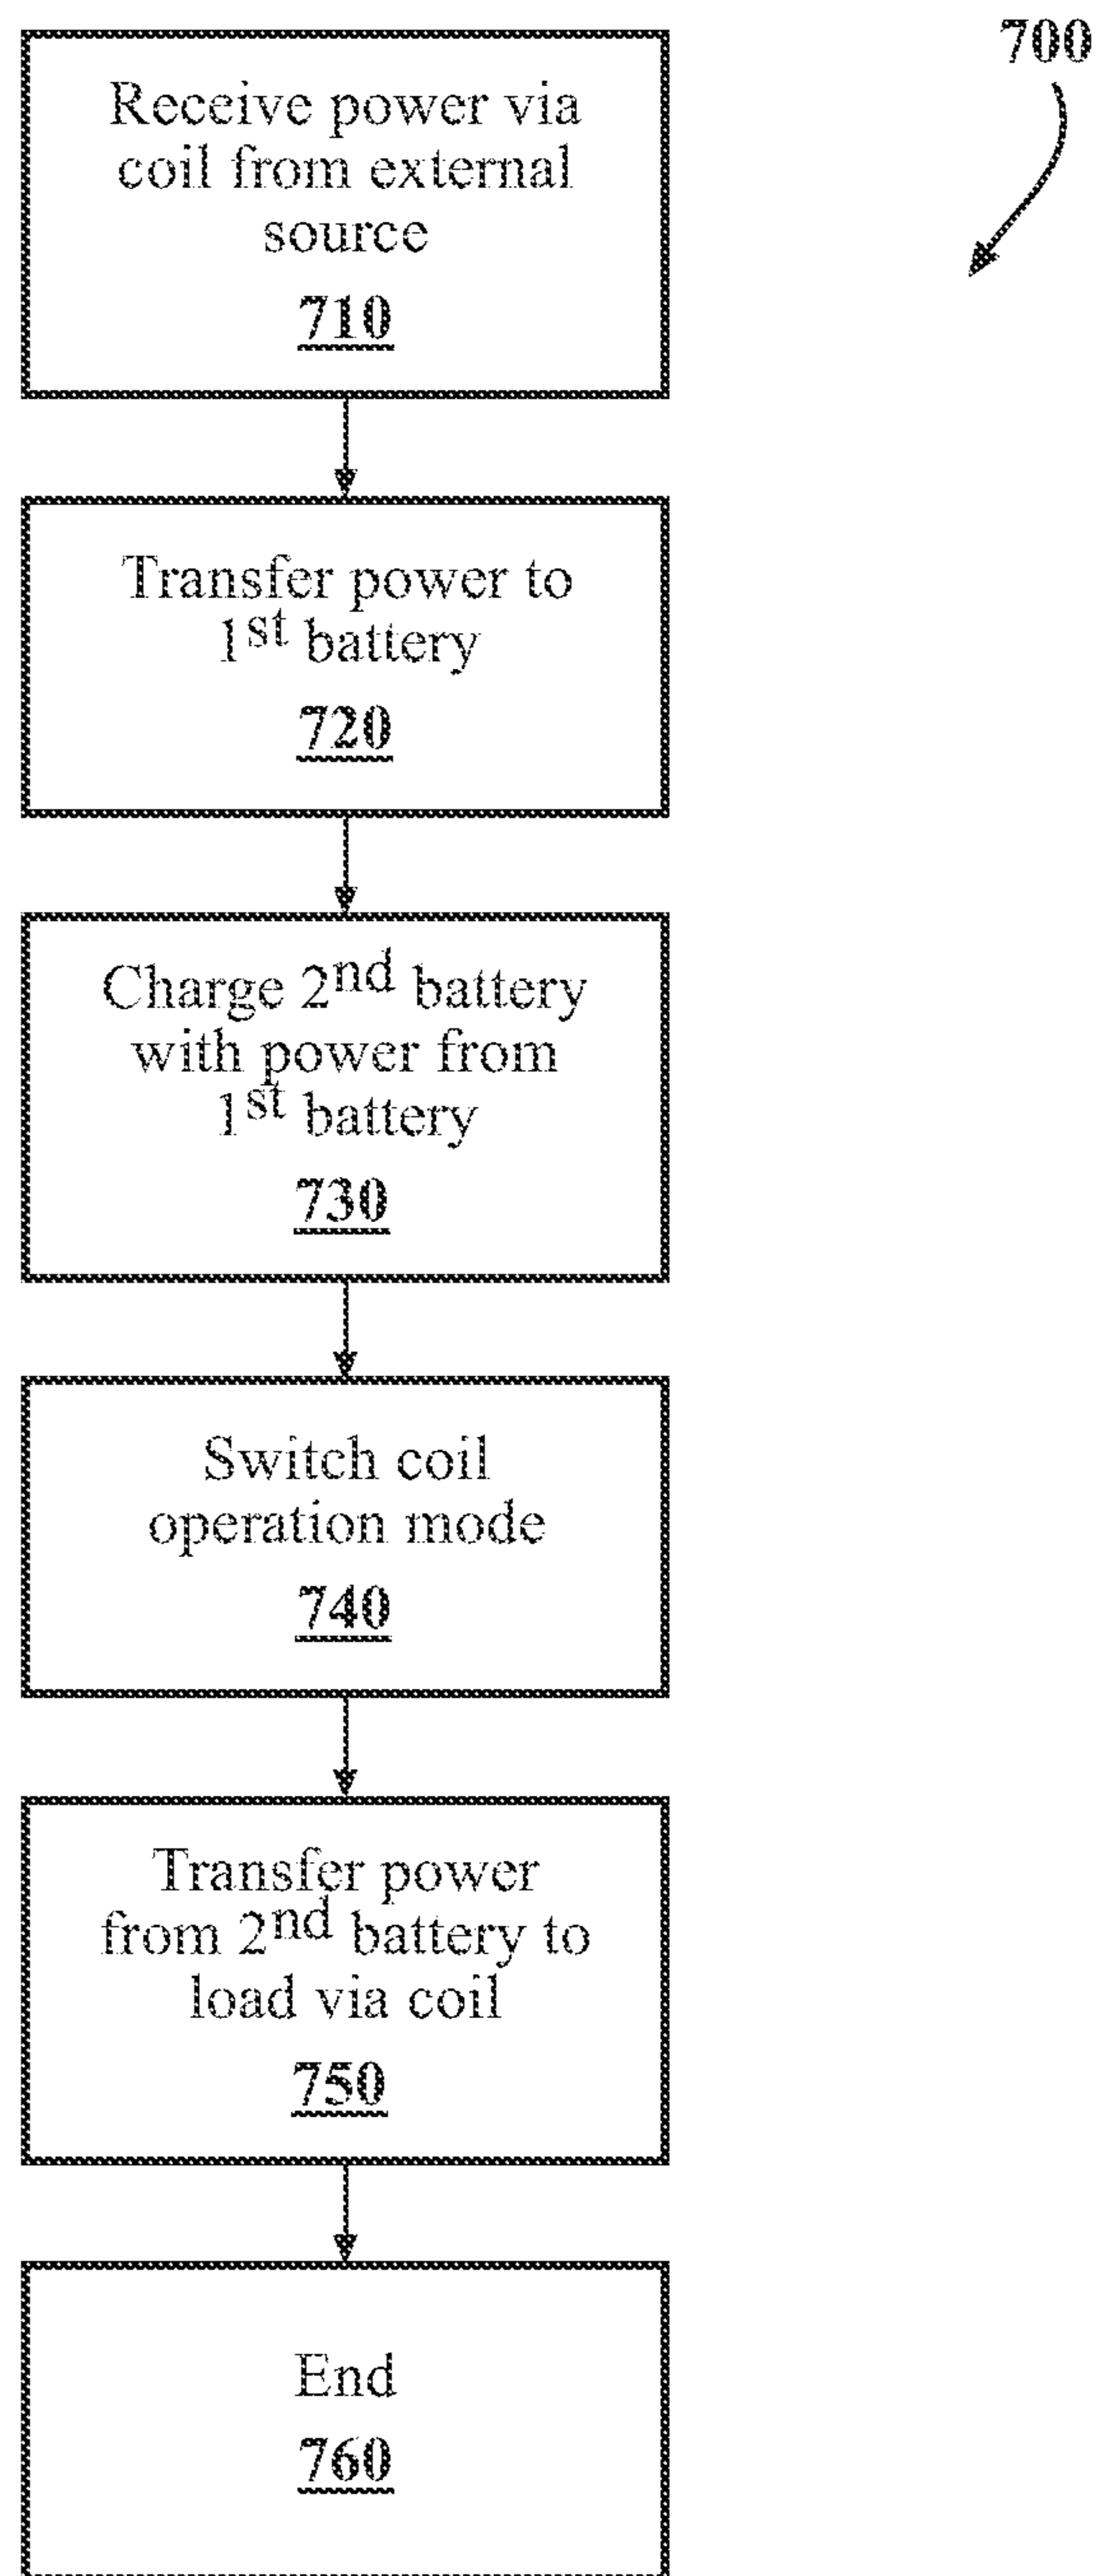 700
Receive power via
coil from external
source
710
Transfer power to
1st battery
720
Charge 2nd battery
with power from
1st battery
730
Switch coil
operation mode
740
Transfer power
from 2nd battery to
load via coil
750
End
760